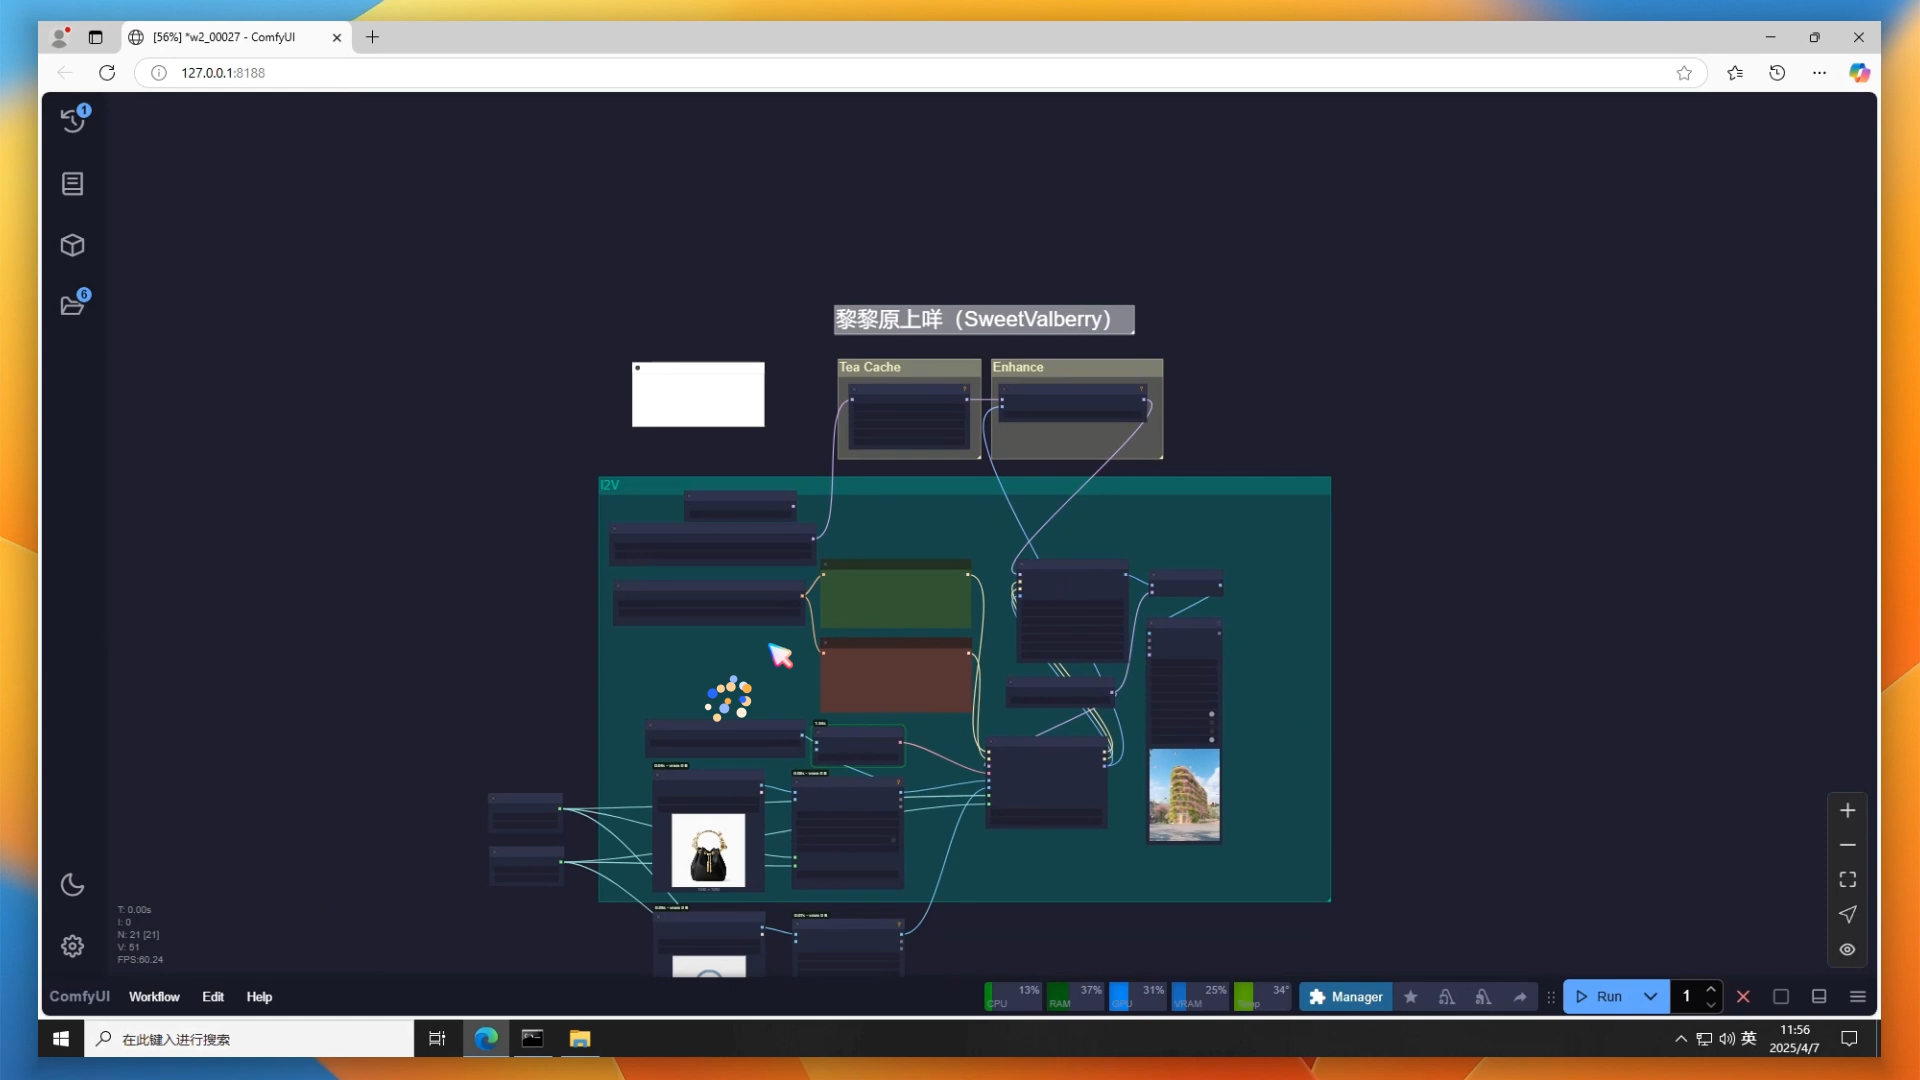 [56%] *w2_00027 - ComfyUI
127.0.0.1:8188
1
6
黎黎原上咩（SweetValberry）
Tea Cache
Enhance
I2V
T: 0.00s
I: 0
N: 21 [21]
V: 51
FPS:60.24
ComfyUI
Workflow
Edit
Help
CPU
13%
RAM
37%
GPU
31%
VRAM
25%
Temp
34°
Manager
Run
1
在此键入进行搜索
英
11:56
2025/4/7